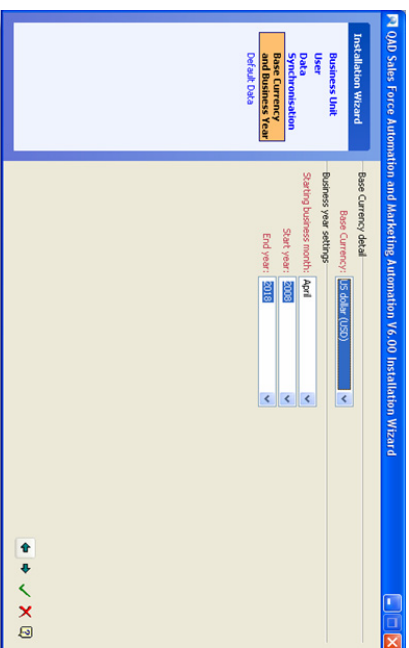 QAD Sales Force Automation and Marketing Automation V6.00 Installation Wizard
Installation Wizard
Business Unit
User
Data
Synchronisation
Base Currency
and Business Year
Default Data
Base Currency detail
Base Currency: US dollar (USD)
Business year settings
Starting business month: April
Start year: 2008
End year: 2018